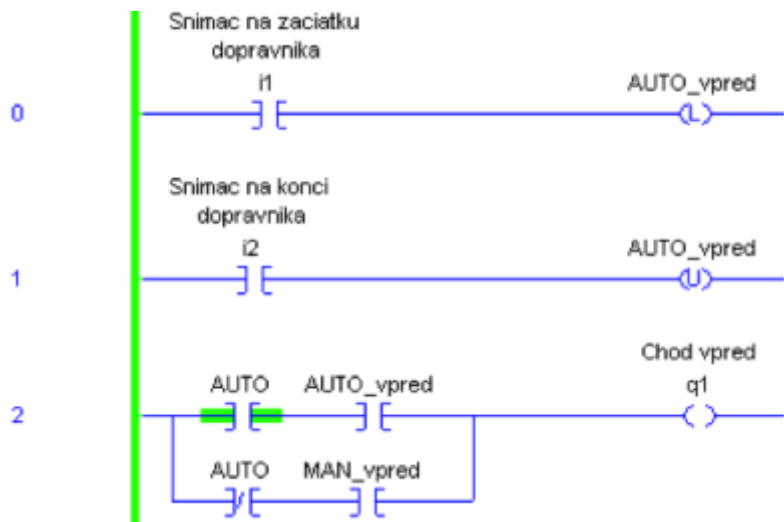 Snimac na zaciatku
dopravnika
i1
AUTO_vpred
0
L
Snimac na konci
dopravnika
i2
AUTO_vpred
1
U
Chod vpred
AUTO AUTO_vpred q1
2
AUTO MAN_vpred